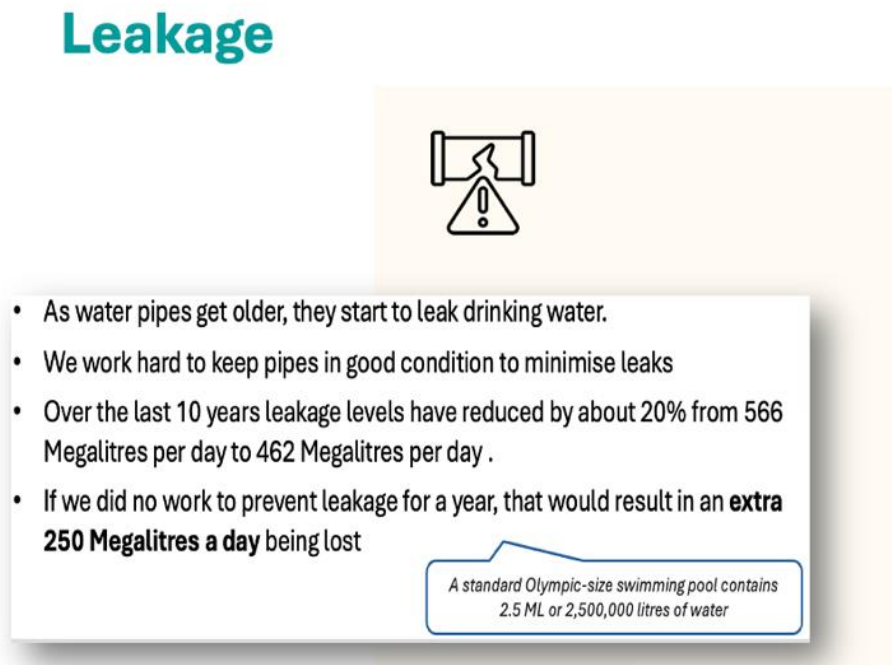 Leakage
• As water pipes get older, they start to leak drinking water.
• We work hard to keep pipes in good condition to minimise leaks
• Over the last 10 years leakage levels have reduced by about 20% from 566
Megalitres per day to 462 Megalitres per day .
• If we did no work to prevent leakage for a year, that would result in an extra
250 Megalitres a day being lost
A standard Olympic-size swimming pool contains
2.5 ML or 2,500,000 litres of water